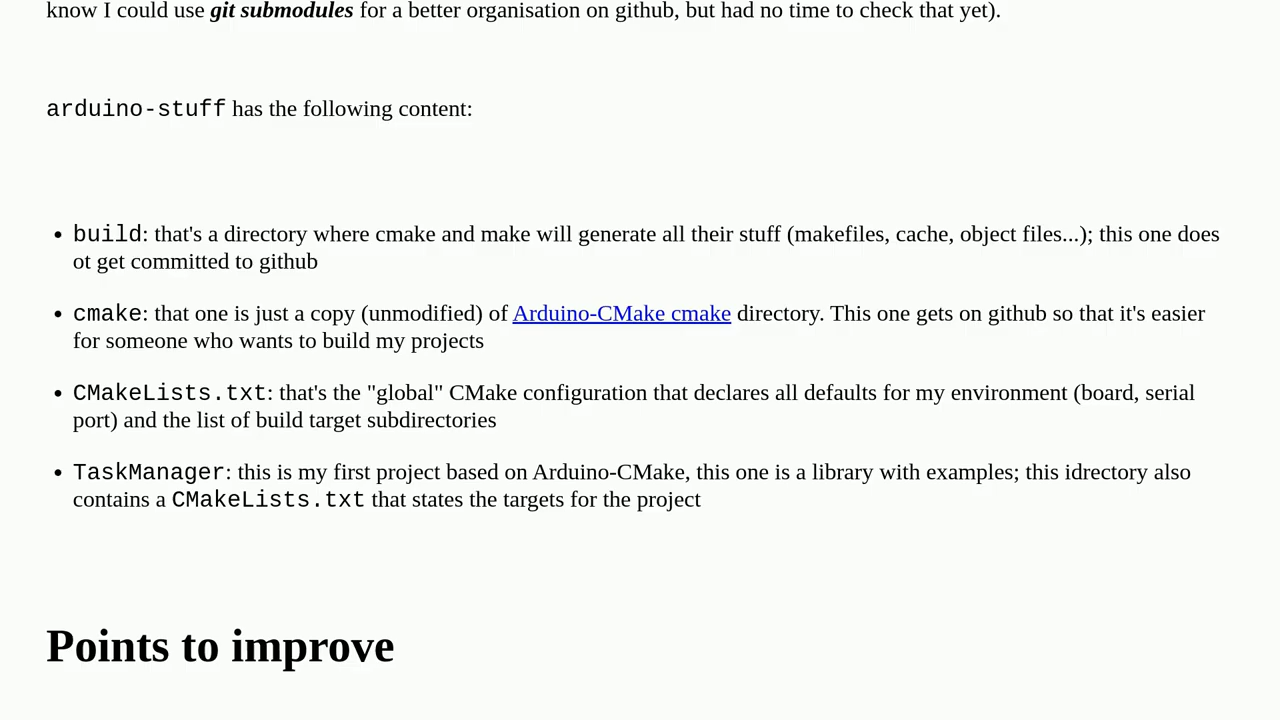 know I could use git submodules for a better organisation on github, but had no time to check that yet).
arduino-stuff has the following content:
• build: that's a directory where cmake and make will generate all their stuff (makefiles, cache, object files...); this one does
ot get committed to github
• cmake: that one is just a copy (unmodified) of Arduino-CMake cmake directory. This one gets on github so that it's easier
for someone who wants to build my projects
• CMakeLists.txt: that's the "global" CMake configuration that declares all defaults for my environment (board, serial
port) and the list of build target subdirectories
• TaskManager: this is my first project based on Arduino-CMake, this one is a library with examples; this idrectory also
contains a CMakeLists.txt that states the targets for the project
Points to improve